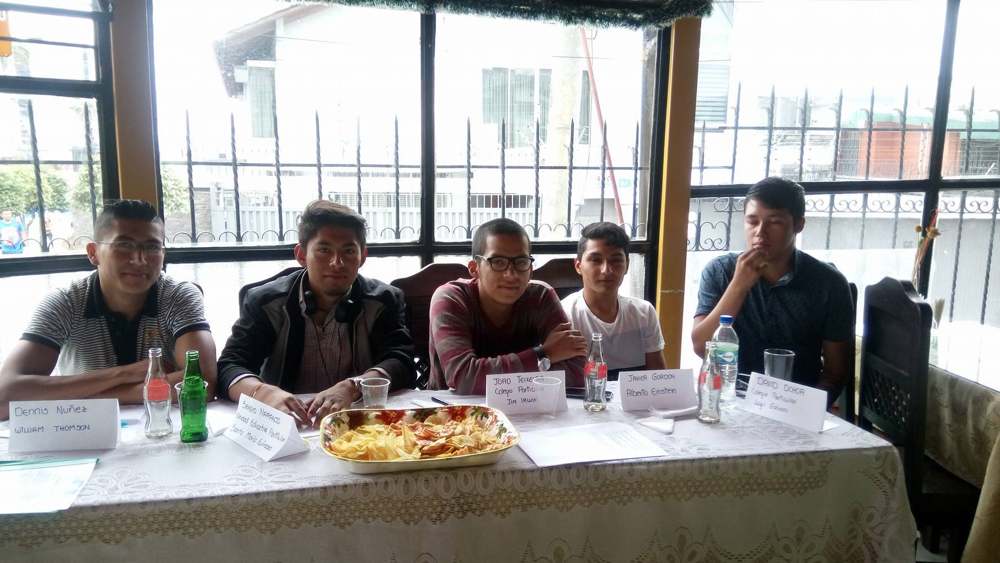 Dennis Nuñez
WILLIAM THOMSON
SERGIO NARANJO
Unidad Educativa Particular
Santa María Eufrasia
JOAO TEIXEIRA
Colegio Particular
JIM IRWIN
JAVIER GORDON
Alberto Einstein
DAVID OCHOA
Colegio Particular
Luigi Galvani
dasani